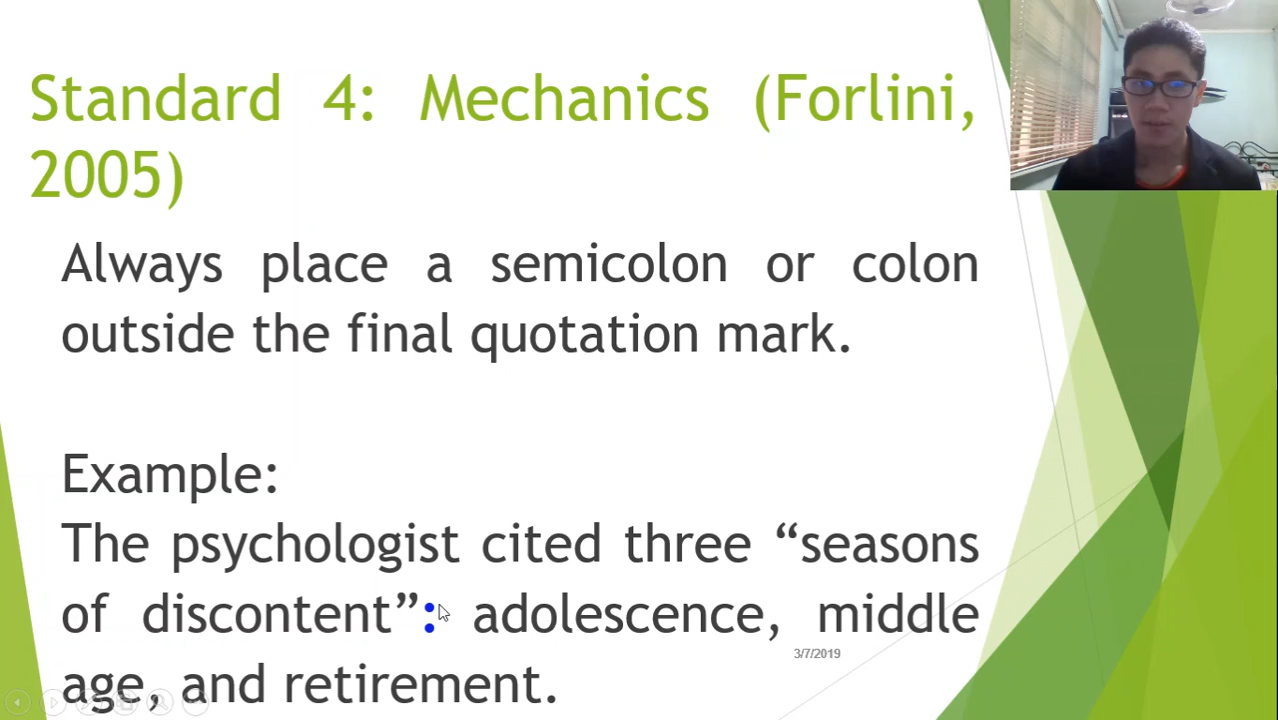 Standard 4: Mechanics (Forlini,
2005)
Always place a semicolon or colon
outside the final quotation mark.
Example:
The psychologist cited three “seasons
of discontent”: adolescence, middle
3/7/2019
age, and retirement.